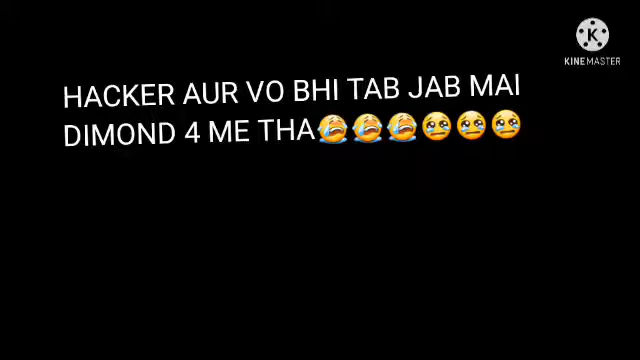 KINEMASTER
HACKER AUR VO BHI TAB JAB MAI
DIMOND 4 ME THA😭😭😭😢😢😢